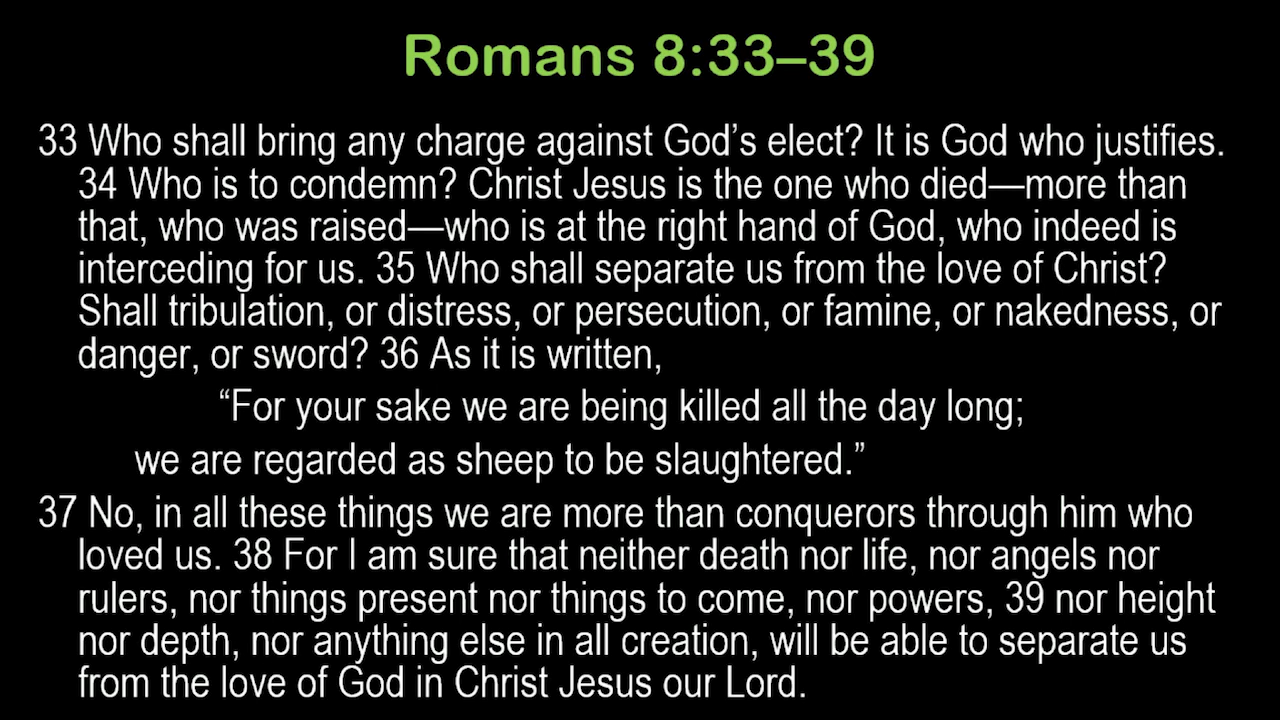 Romans 8:33–39
33 Who shall bring any charge against God’s elect? It is God who justifies.
34 Who is to condemn? Christ Jesus is the one who died—more than
that, who was raised—who is at the right hand of God, who indeed is
interceding for us. 35 Who shall separate us from the love of Christ?
Shall tribulation, or distress, or persecution, or famine, or nakedness, or
danger, or sword? 36 As it is written,
“For your sake we are being killed all the day long;
we are regarded as sheep to be slaughtered.”
37 No, in all these things we are more than conquerors through him who
loved us. 38 For I am sure that neither death nor life, nor angels nor
rulers, nor things present nor things to come, nor powers, 39 nor height
nor depth, nor anything else in all creation, will be able to separate us
from the love of God in Christ Jesus our Lord.